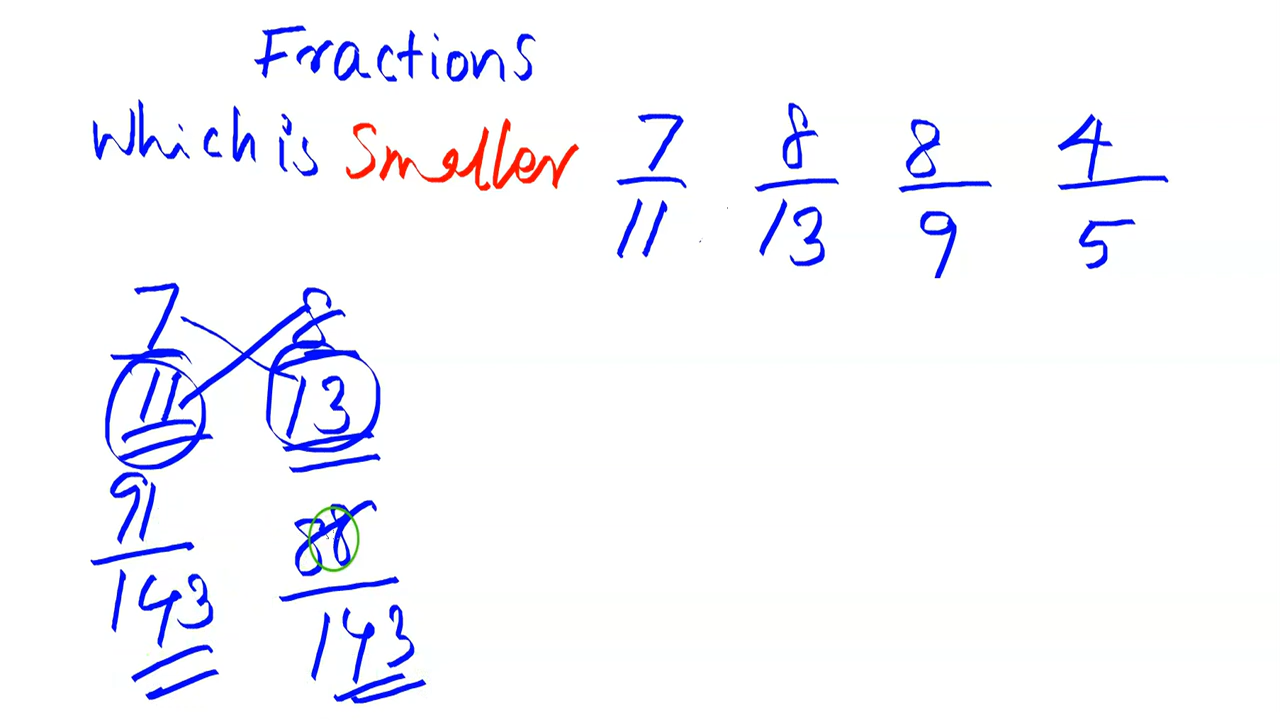 Fractions
Which is Smaller 7/11 8/13 8/9 4/5
7/11 8/13
91/143 88/143